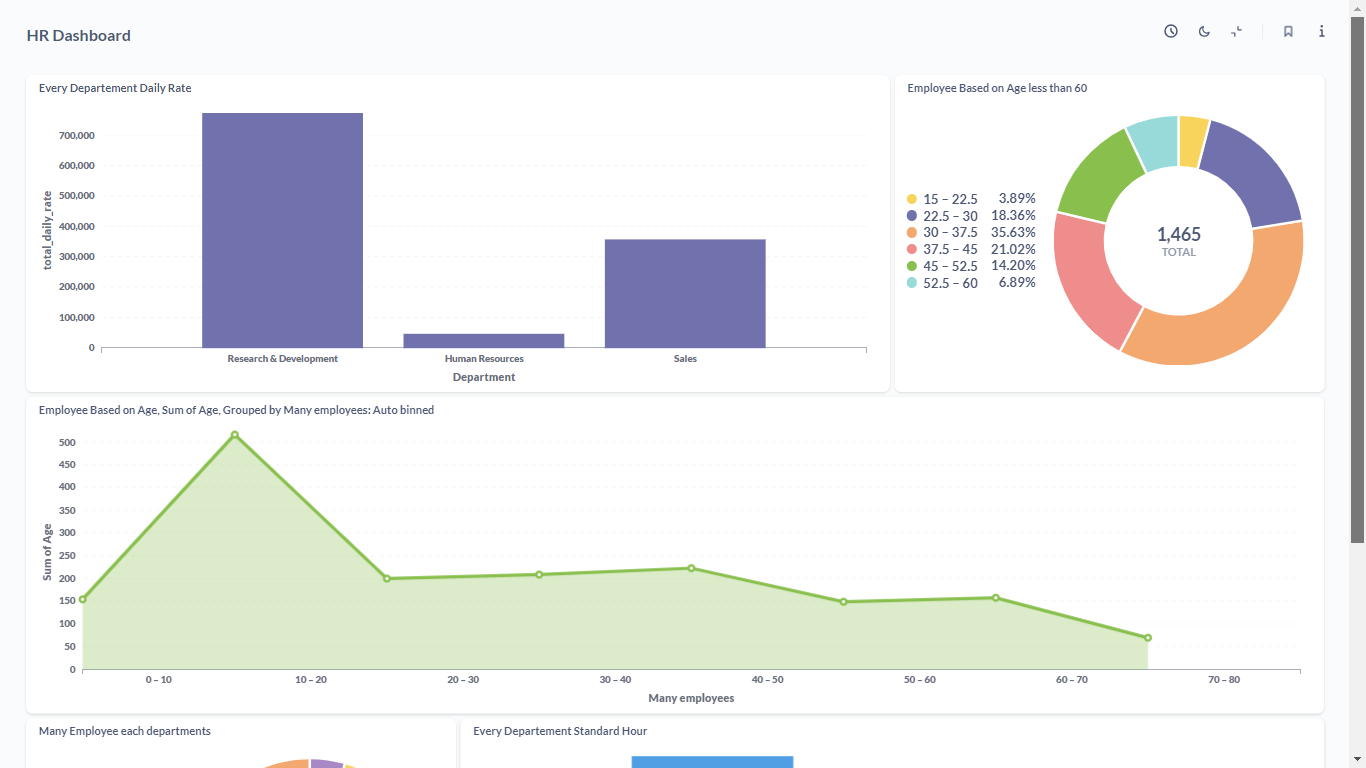 HR Dashboard
Every Departement Daily Rate
700,000
600,000
500,000
400,000
300,000
200,000
100,000
0
total_daily_rate
Research & Development
Human Resources
Sales
Department
Employee Based on Age less than 60
15 – 22.5 3.89%
22.5 – 30 18.36%
30 – 37.5 35.63%
37.5 – 45 21.02%
45 – 52.5 14.20%
52.5 – 60 6.89%
1,465
TOTAL
Employee Based on Age, Sum of Age, Grouped by Many employees: Auto binned
500
450
400
350
300
250
200
150
100
50
0
Sum of Age
0 – 10
10 – 20
20 – 30
30 – 40
40 – 50
50 – 60
60 – 70
70 – 80
Many employees
Many Employee each departments
Every Departement Standard Hour